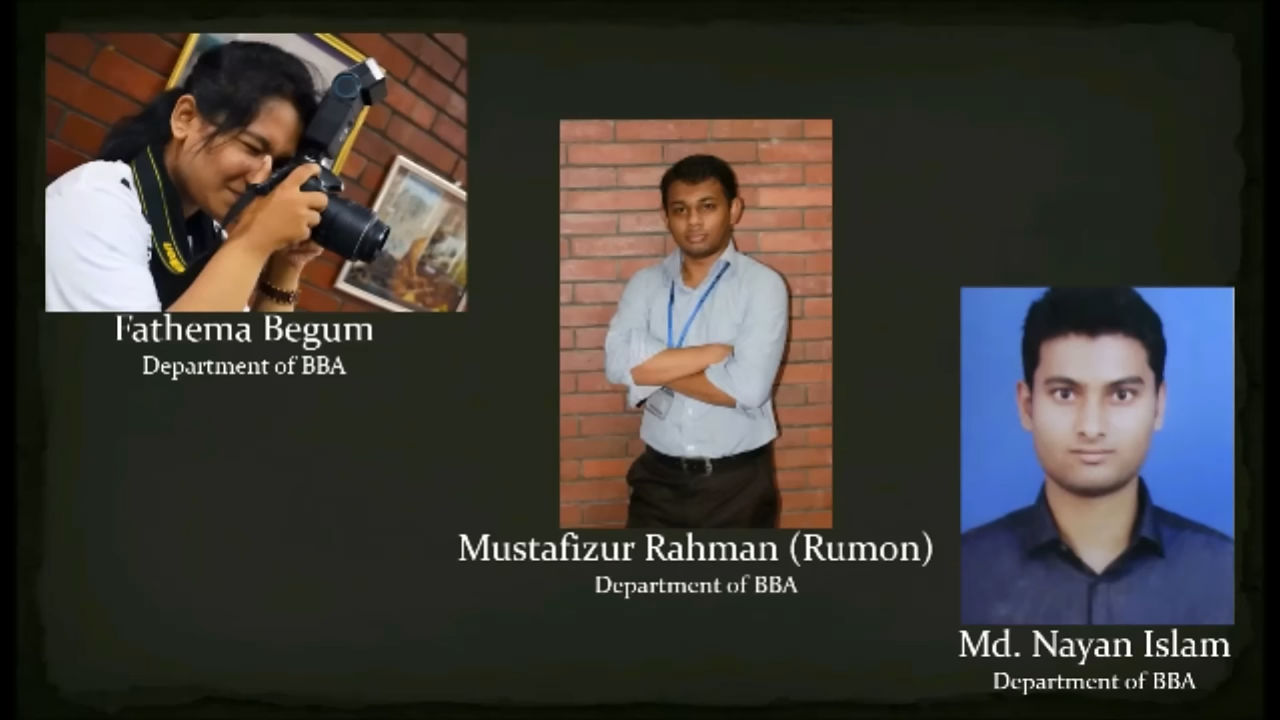 Fathema Begum
Department of BBA
Mustafizur Rahman (Rumon)
Department of BBA
Md. Nayan Islam
Department of BBA